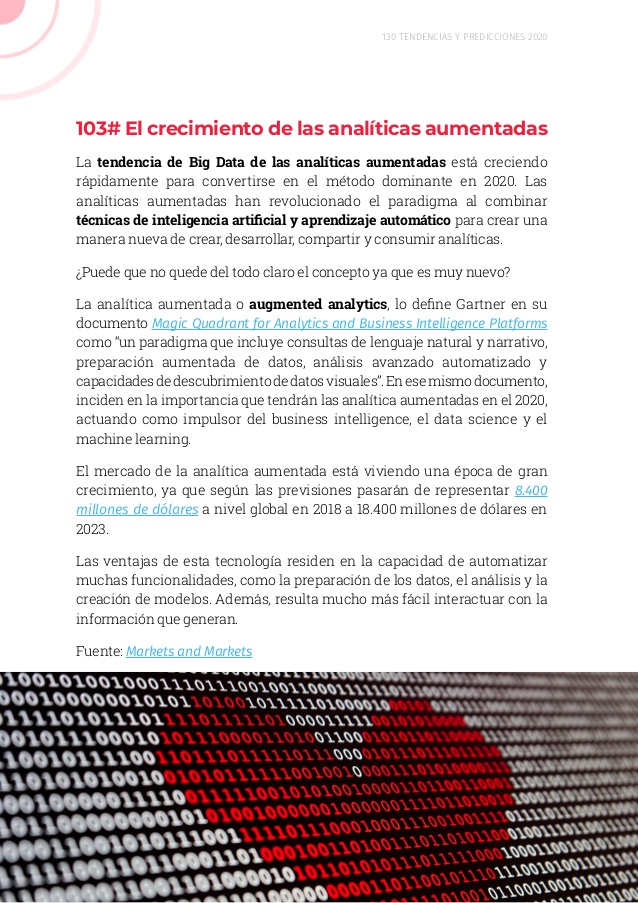 130 TENDENCIAS Y PREDICCIONES 2020
103# El crecimiento de las analíticas aumentadas
La tendencia de Big Data de las analíticas aumentadas está creciendo
rápidamente para convertirse en el método dominante en 2020. Las
analíticas aumentadas han revolucionado el paradigma al combinar
técnicas de inteligencia artificial y aprendizaje automático para crear una
manera nueva de crear, desarrollar, compartir y consumir analíticas.
¿Puede que no quede del todo claro el concepto ya que es muy nuevo?
La analítica aumentada o augmented analytics, lo define Gartner en su
documento Magic Quadrant for Analytics and Business Intelligence Platforms
como “un paradigma que incluye consultas de lenguaje natural y narrativo,
preparación aumentada de datos, análisis avanzado automatizado y
capacidades de descubrimiento de datos visuales”. En ese mismo documento,
inciden en la importancia que tendrán las analítica aumentadas en el 2020,
actuando como impulsor del business intelligence, el data science y el
machine learning.
El mercado de la analítica aumentada está viviendo una época de gran
crecimiento, ya que según las previsiones pasarán de representar 8.400
millones de dólares a nivel global en 2018 a 18.400 millones de dólares en
2023.
Las ventajas de esta tecnología residen en la capacidad de automatizar
muchas funcionalidades, como la preparación de los datos, el análisis y la
creación de modelos. Además, resulta mucho más fácil interactuar con la
información que generan.
Fuente: Markets and Markets